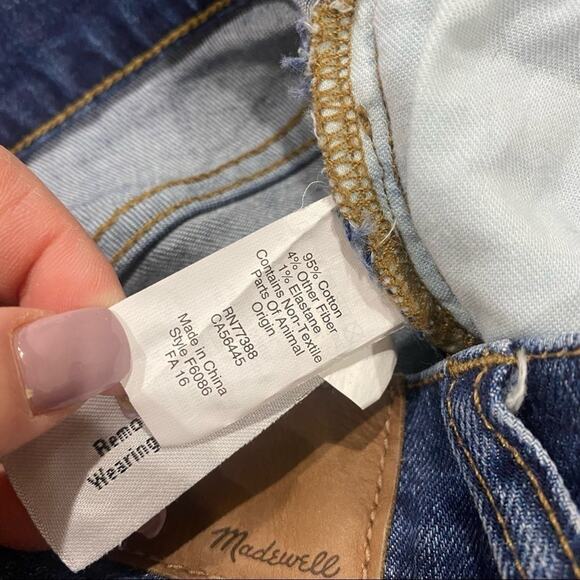 95% Cotton
4% Other Fiber
1% Elastane
Contains Non-Textile
Parts Of Animal
Origin
RN77388
CA56445
Made in China
Style F6086
FA 16
Wearing
Madewell